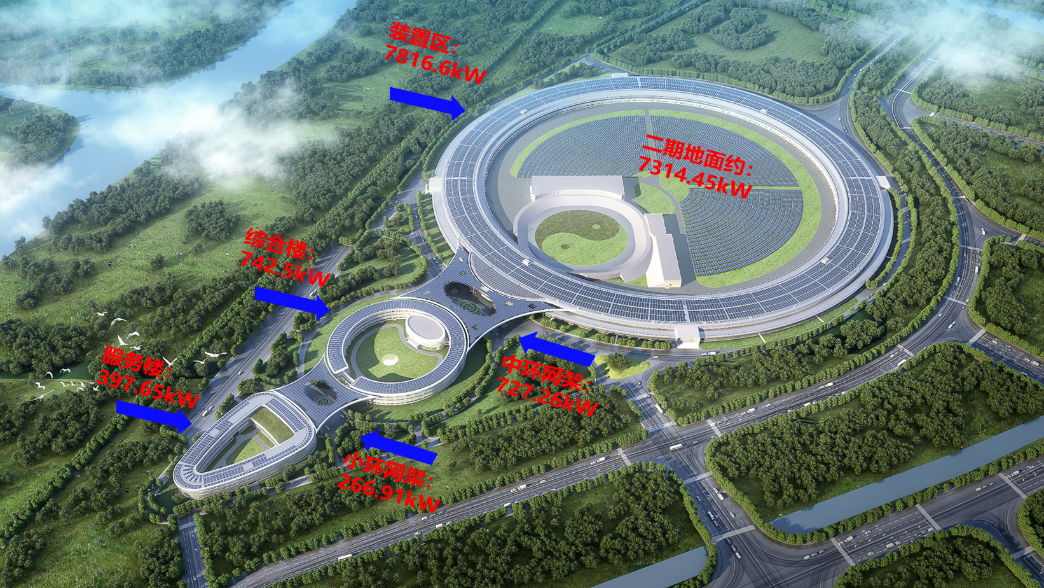 装置区：
7816.6kW
二期地面约：
7314.45kW
综合楼：
742.5kW
中环网架：
727.26kW
服务楼：
397.65kW
小环网架：
266.91kW